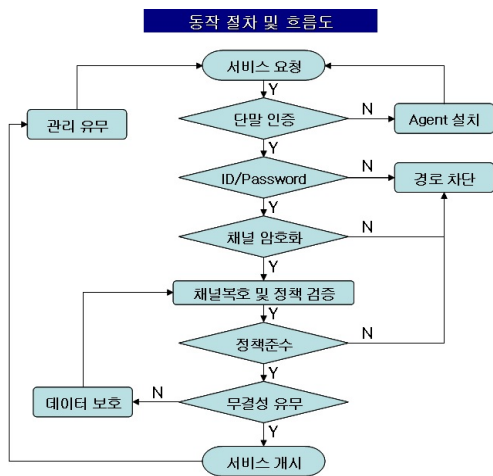 동작 절차 및 흐름도
서비스 요청
Y
관리 유무
단말 인증
N
Agent 설치
Y
ID/Password
N
경로 차단
Y
채널 암호화
N
Y
채널복호 및 정책 검증
Y
정책준수
N
Y
데이터 보호
N
무결성 유무
Y
서비스 개시